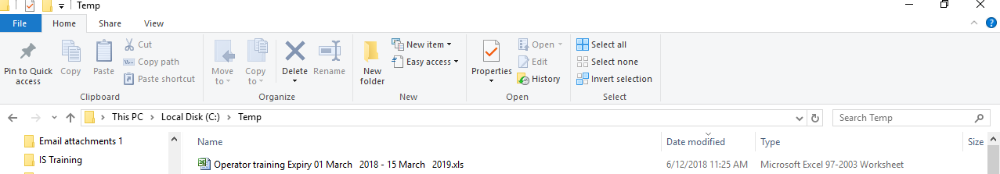 Temp
File Home Share View
Pin to Quick access Copy Paste Cut Copy path Paste shortcut Move to Copy to Delete Rename New folder New item Easy access Properties Open Edit History Select all Select none Invert selection
Clipboard Organize New Open Select
This PC Local Disk (C:) Temp Search Temp
Email attachments 1 Name Date modified Type Size
IS Training Operator training Expiry 01 March 2018 - 15 March 2019.xls 6/12/2018 11:25 AM Microsoft Excel 97-2003 Worksheet